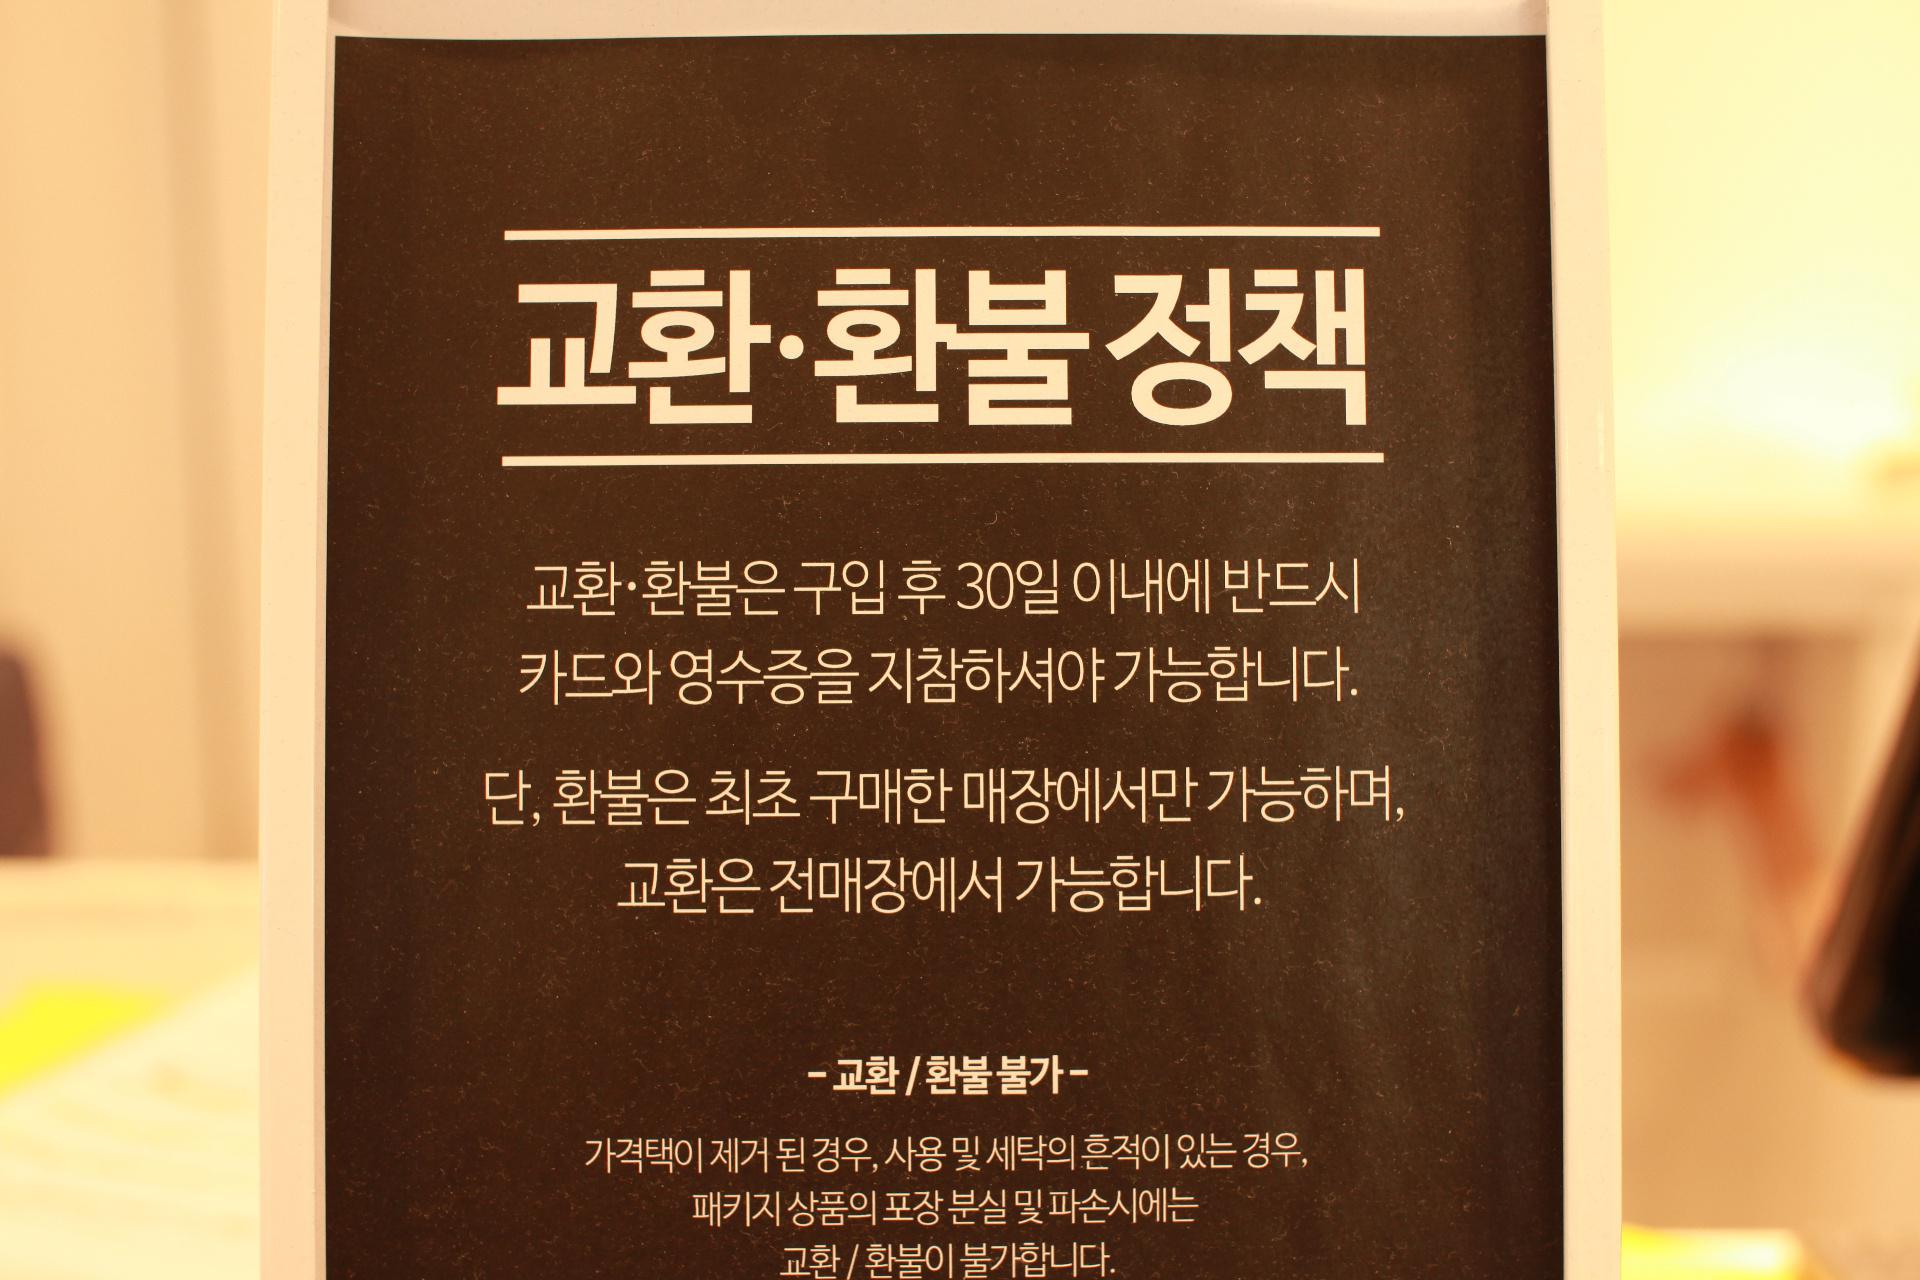 교환·환불 정책
교환·환불은 구입 후 30일 이내에 반드시
카드와 영수증을 지참하셔야 가능합니다.
단, 환불은 최초 구매한 매장에서만 가능하며,
교환은 전매장에서 가능합니다.
- 교환 / 환불 불가 -
가격택이 제거 된 경우, 사용 및 세탁의 흔적이 있는 경우,
패키지 상품의 포장 분실 및 파손시에는
교환 / 환불이 불가합니다.